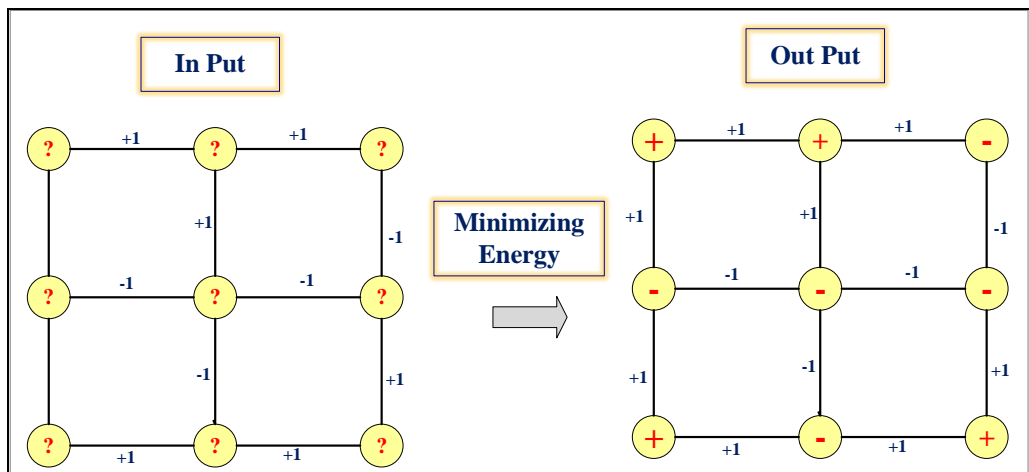 In Put
Out Put
? +1 ? +1 ?
+1 -1
? -1 ? -1 ?
-1 +1
? +1 ? +1 ?
Minimizing
Energy
+ +1 + +1 -
+1 +1 -1
- -1 - -1 -
+1 -1 +1
+ +1 - +1 +